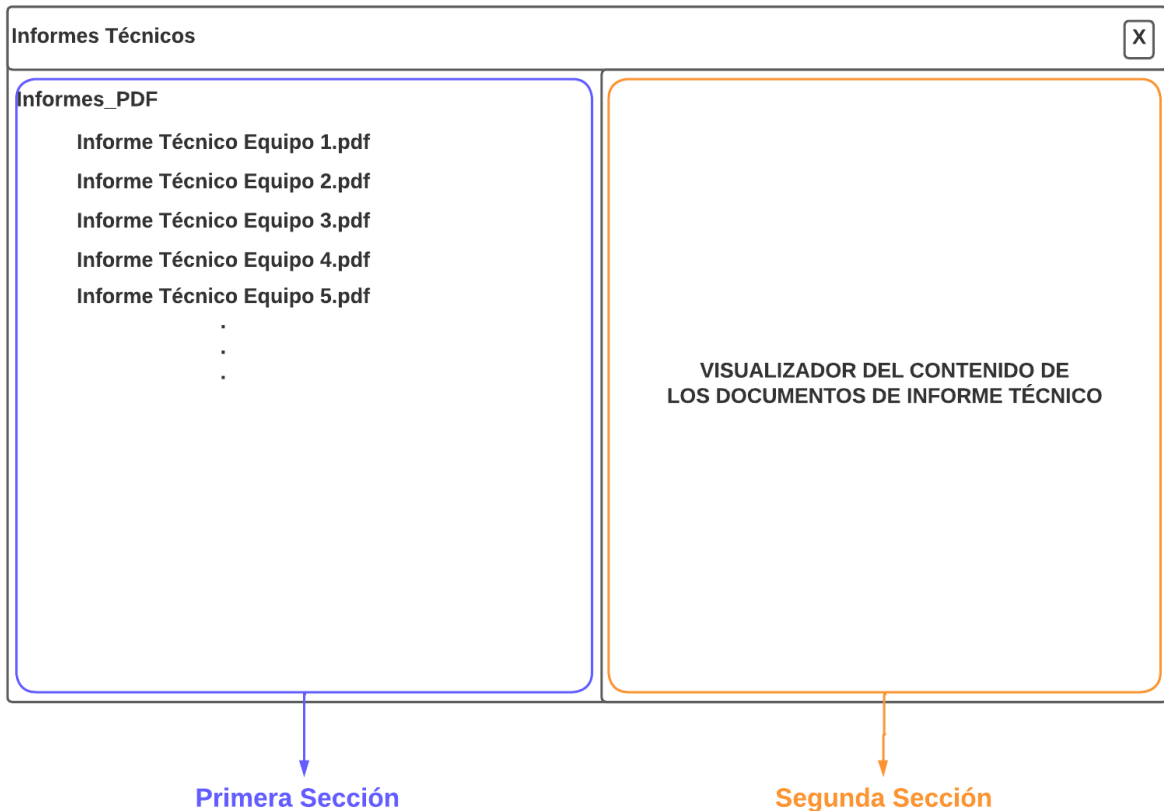 Informes Técnicos
X
Informes_PDF
Informe Técnico Equipo 1.pdf
Informe Técnico Equipo 2.pdf
Informe Técnico Equipo 3.pdf
Informe Técnico Equipo 4.pdf
Informe Técnico Equipo 5.pdf
.
.
.
VISUALIZADOR DEL CONTENIDO DE
LOS DOCUMENTOS DE INFORME TÉCNICO
Primera Sección
Segunda Sección